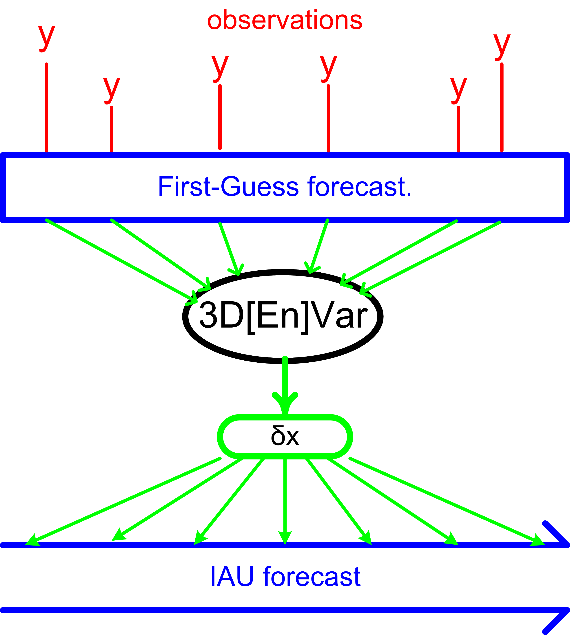 observations
y y y y y y
First-Guess forecast.
3D[En]Var
δx
IAU forecast